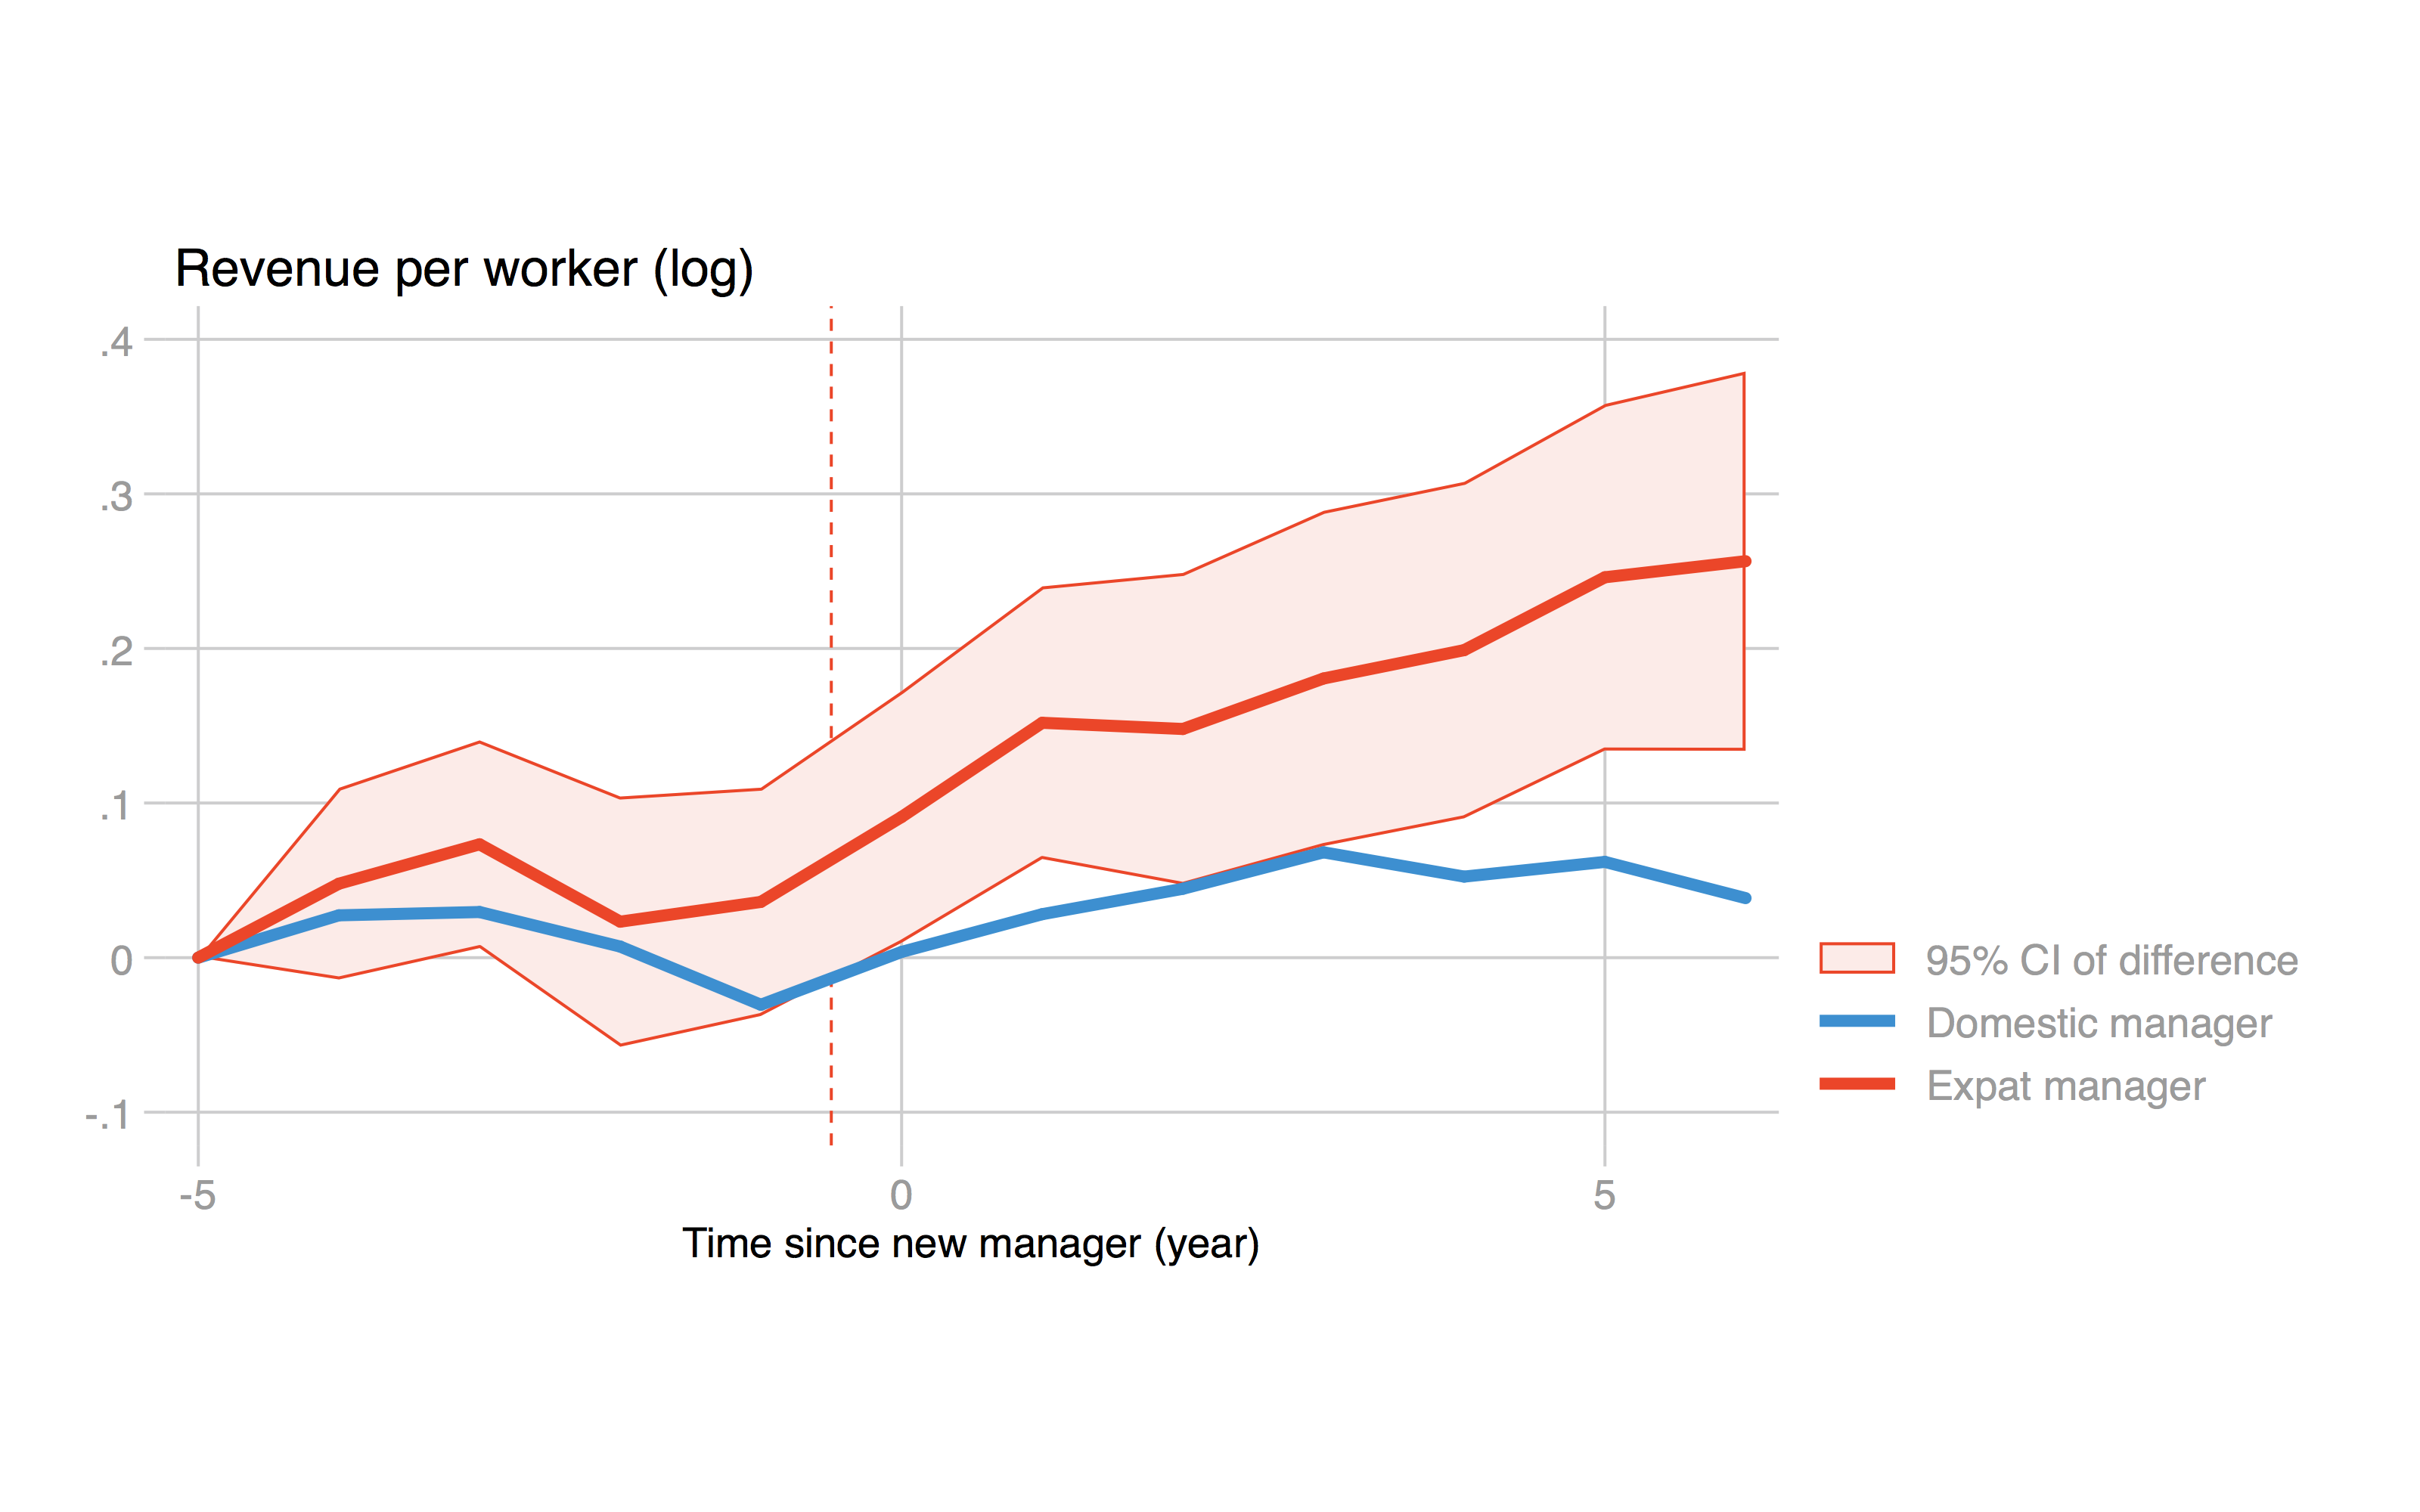 Revenue per worker (log)
.4
.3
.2
.1
0
-.1
-5 0 5
Time since new manager (year)
95% CI of difference
Domestic manager
Expat manager